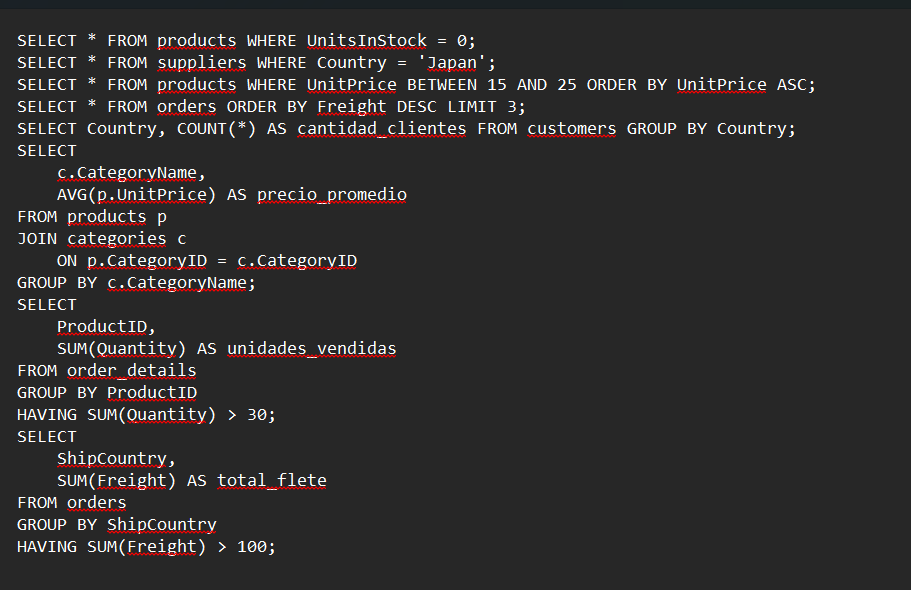 SELECT * FROM products WHERE UnitsInStock = 0;
SELECT * FROM suppliers WHERE Country = 'Japan';
SELECT * FROM products WHERE UnitPrice BETWEEN 15 AND 25 ORDER BY UnitPrice ASC;
SELECT * FROM orders ORDER BY Freight DESC LIMIT 3;
SELECT Country, COUNT(*) AS cantidad_clientes FROM customers GROUP BY Country;
SELECT
    c.CategoryName,
    AVG(p.UnitPrice) AS precio_promedio
FROM products p
JOIN categories c
    ON p.CategoryID = c.CategoryID
GROUP BY c.CategoryName;
SELECT
    ProductID,
    SUM(Quantity) AS unidades_vendidas
FROM order_details
GROUP BY ProductID
HAVING SUM(Quantity) > 30;
SELECT
    ShipCountry,
    SUM(Freight) AS total_flete
FROM orders
GROUP BY ShipCountry
HAVING SUM(Freight) > 100;